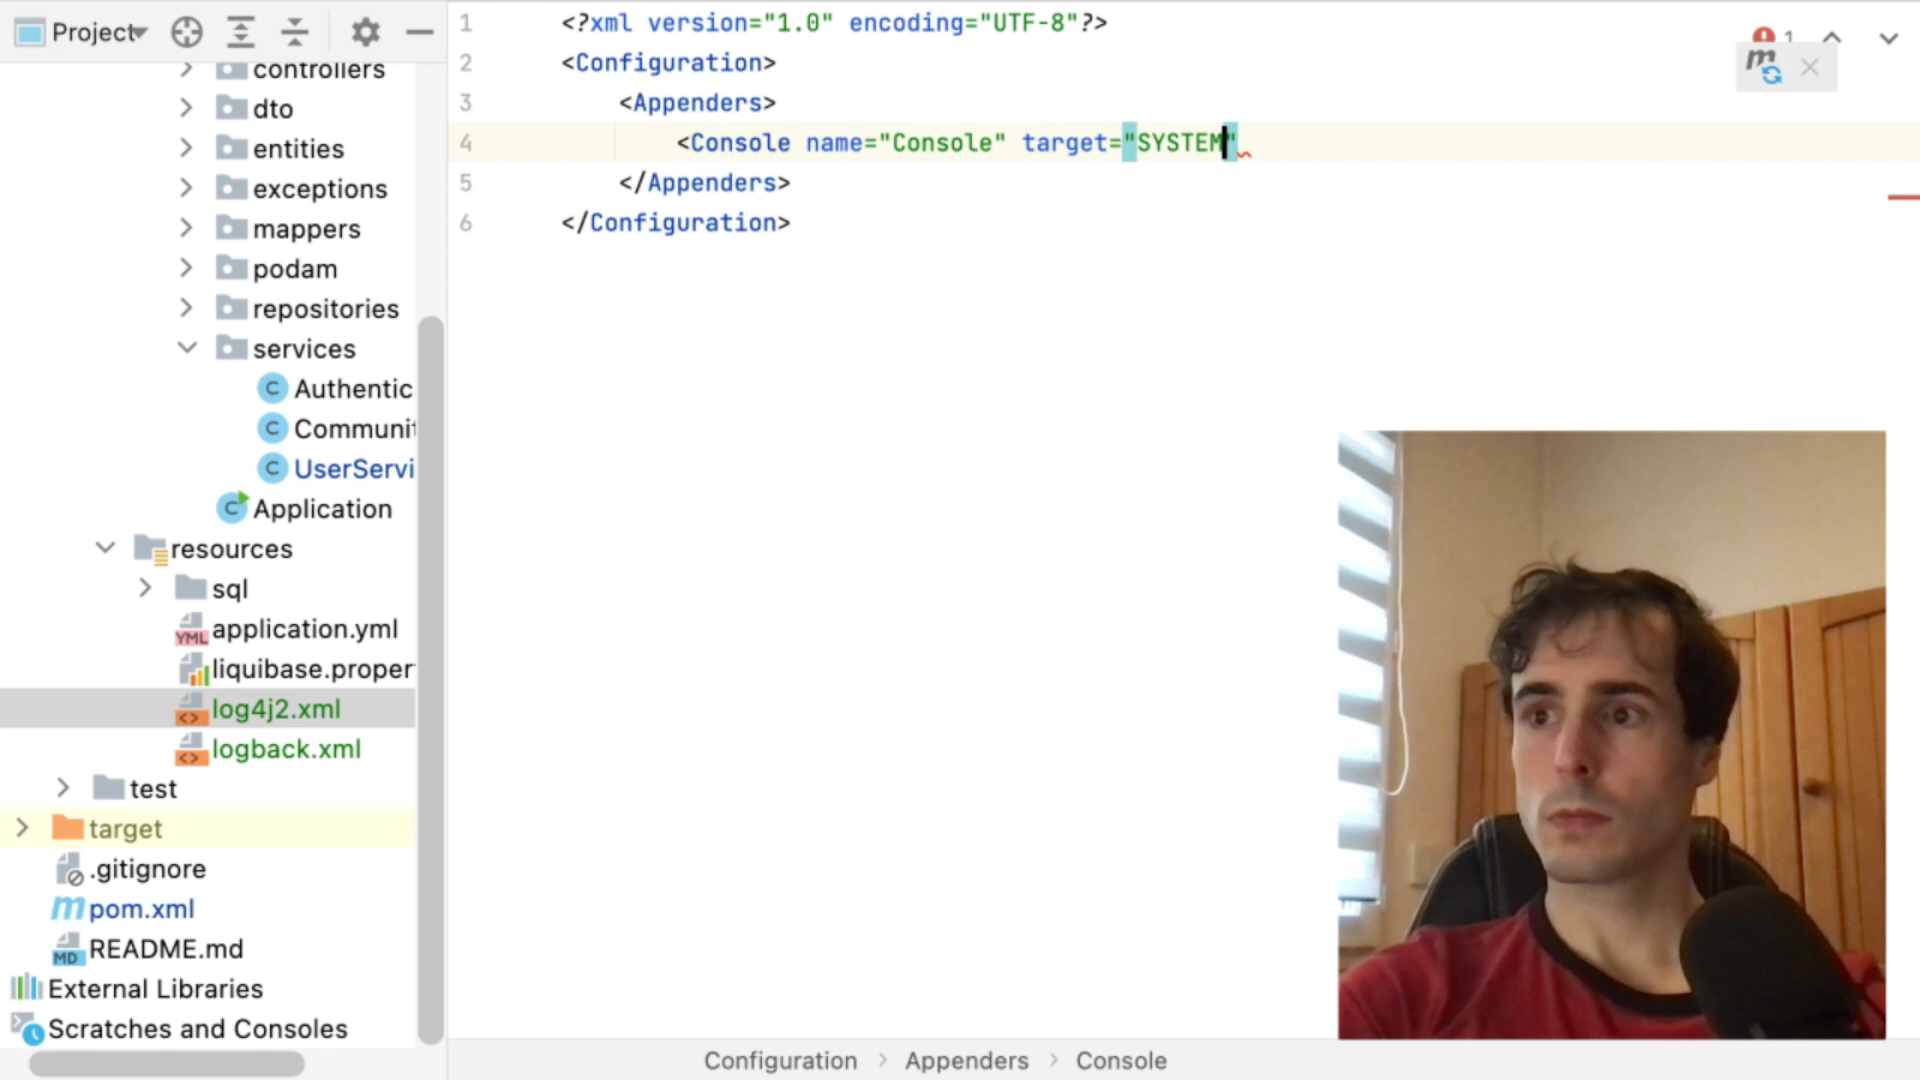 Project
controllers
dto
entities
exceptions
mappers
podam
repositories
services
C Authentic
C Communit
C UserServi
C Application
resources
sql
YML application.yml
liquibase.proper
<> log4j2.xml
<> logback.xml
test
target
.gitignore
m pom.xml
MD README.md
External Libraries
Scratches and Consoles
1 <?xml version="1.0" encoding="UTF-8"?>
2 <Configuration>
3 <Appenders>
4 <Console name="Console" target="SYSTEM"
5 </Appenders>
6 </Configuration>
1
m
Configuration > Appenders > Console